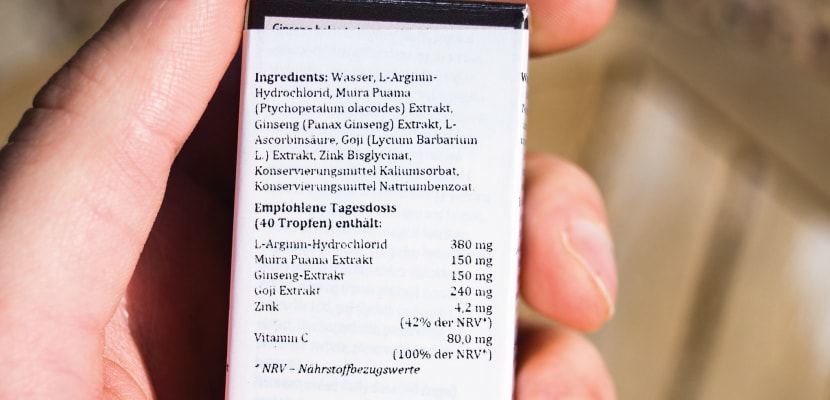 Ingredients: Wasser, L-Arginin-
Hydrochlorid, Muira Puama
(Ptychopetalum olacoides) Extrakt,
Ginseng (Panax Ginseng) Extrakt, L-
Ascorbinsäure, Goji (Lycium Barbarium
L.) Extrakt, Zink Bisglycinat,
Konservierungsmittel Kaliumsorbat,
Konservierungsmittel Natriumbenzoat.
Empfohlene Tagesdosis
(40 Tropfen) enthält:
L-Arginin-Hydrochlorid 380 mg
Muira Puama Extrakt 150 mg
Ginseng-Extrakt 150 mg
Goji Extrakt 240 mg
Zink 4,2 mg
(42% der NRV*)
Vitamin C 80,0 mg
(100% der NRV*)
* NRV – Nährstoffbezugswerte